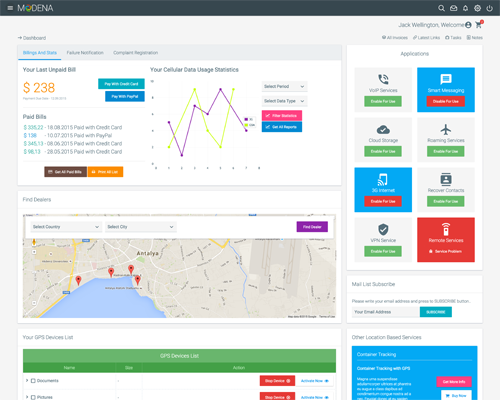 MODENA
Jack Wellington, Welcome
Dashboard
All Invoices
Latest Links
Tasks
Notes
Billings And Stats
Failure Notification
Complaint Registration
Your Last Unpaid Bill
$ 238
Pay With Credit Card
Pay With PayPal
Paid Bills
$ 335,22 - 16.08.2015 Paid with Credit Card
$ 138 - 10.07.2015 Paid with PayPal
$ 345,13 - 08.06.2015 Paid with Credit Card
$ 98,13 - 28.05.2015 Paid with Credit Card
See All Paid Bills
Print All List
Your Cellular Data Usage Statistics
Select Period
Select Data Type
Filter Statistics
Get All Reports
Applications
VoIP Services
Enable For Use
Smart Messaging
Disable For Use
Cloud Storage
Enable For Use
Roaming Services
Enable For Use
3G Internet
Disable For Use
Recover Contacts
Enable For Use
VPN Service
Enable For Use
Remote Services
Service Problem
Find Dealers
Select Country
Select City
Find Dealer
Antalya
Mail List Subscribe
Please enter your email address and press to SUBSCRIBE button.
Your Email Address
SUBSCRIBE
Your GPS Devices List
GPS Devices List
Name
Size
Action
Documents
-
Stop Device
Activate Now
Pictures
-
Stop Device
Activate Now
Other Location Based Services
Container Tracking
Container Tracking with GPS
Get More Info
Buy Now